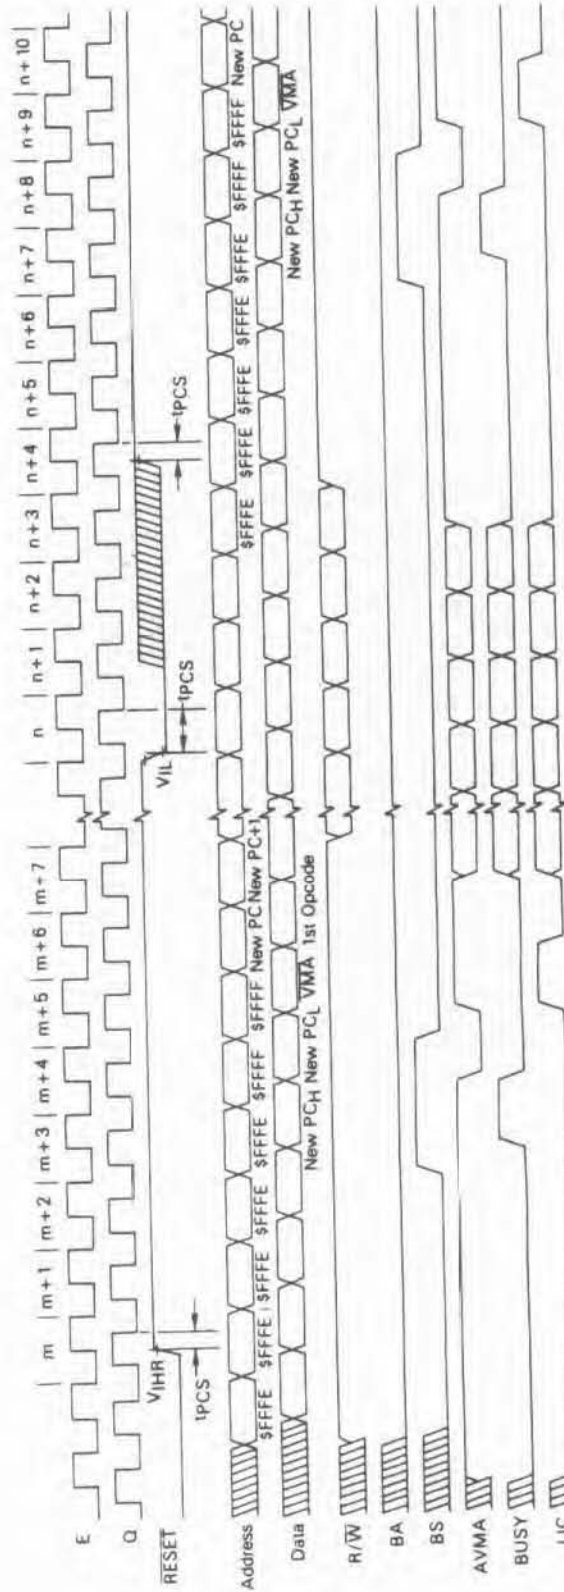 | m | m + 1 | m + 2 | m + 3 | m + 4 | m + 5 | m + 6 | m + 7 | | n | n + 1 | n + 2 | n + 3 | n + 4 | n + 5 | n + 6 | n + 7 | n + 8 | n + 9 | n + 10
E
Q
RESET VIHR tPCS VIL tPCS tPCS
Address
$FFFE $FFFE $FFFE $FFFE $FFFE $FFFF $FFFF New PC New PC+1 $FFFE $FFFE $FFFE $FFFE $FFFE $FFFF $FFFF New PC
Data
New PCH New PCL VMA 1st Opcode New PCH New PCL VMA
R/W
BA
BS
AVMA
BUSY
LIC